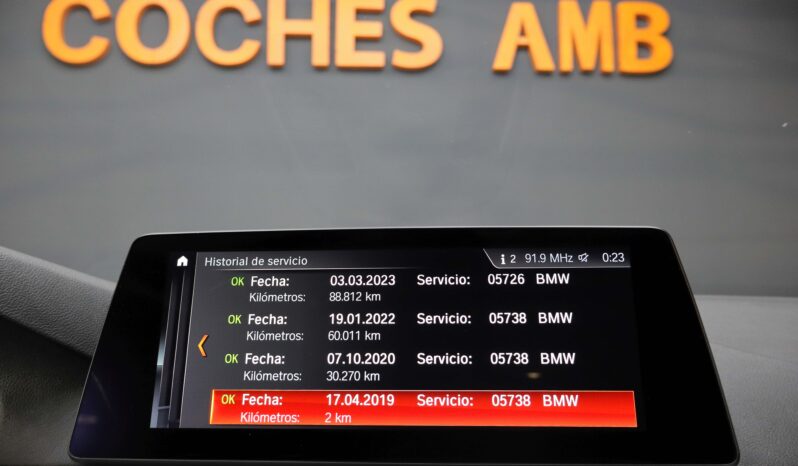 COCHES AMB
Historial de servicio i 2 91.9 MHz 0:23
OK Fecha: 03.03.2023 Servicio: 05726 BMW
Kilómetros: 88.812 km
OK Fecha: 19.01.2022 Servicio: 05738 BMW
Kilómetros: 60.011 km
OK Fecha: 07.10.2020 Servicio: 05738 BMW
Kilómetros: 30.270 km
OK Fecha: 17.04.2019 Servicio: 05738 BMW
Kilómetros: 2 km